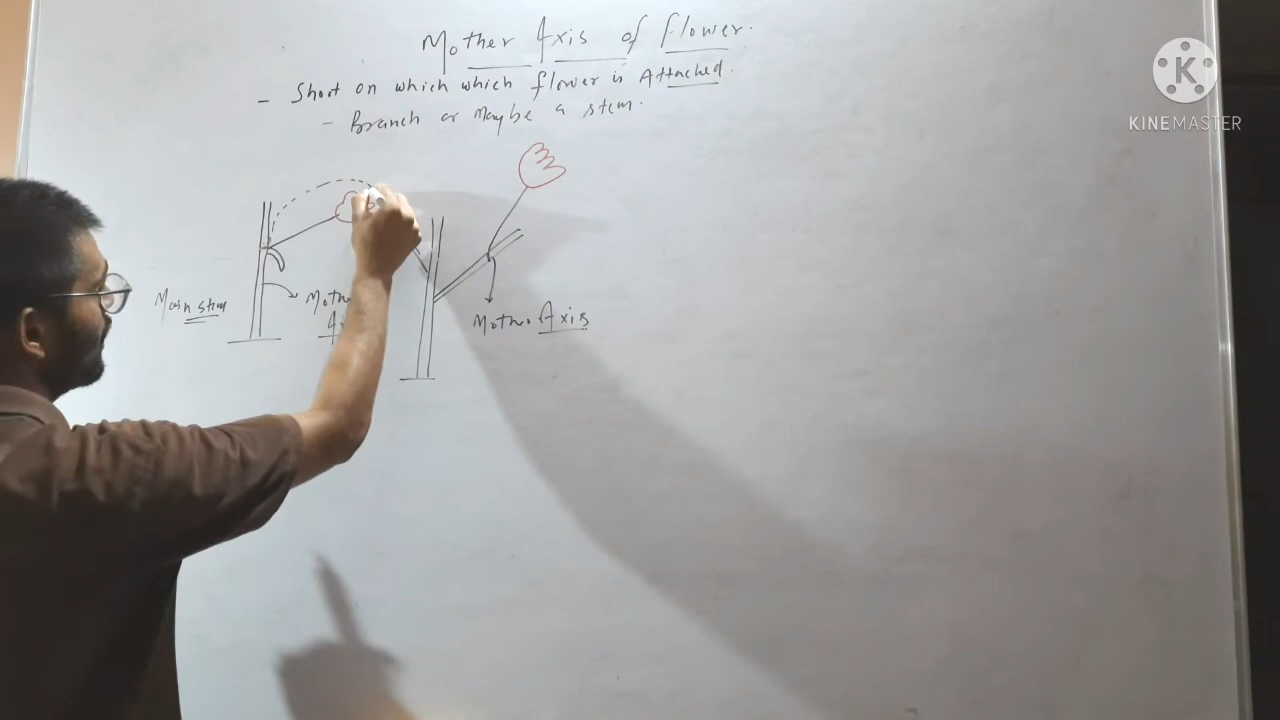 Mother Axis of flower.
- Shoot on which which flower is Attached.
- Branch or Maybe a stem.
Main stem
Mother Axis
KINEMASTER